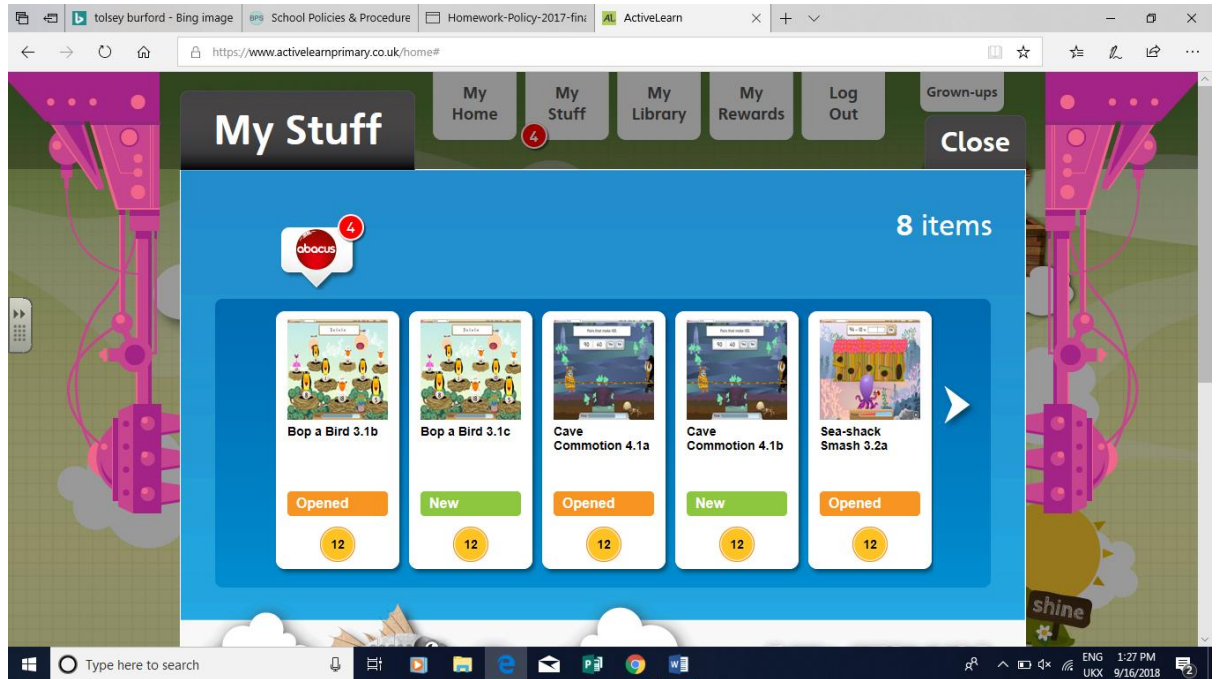 tolsey burford - Bing image
BPS School Policies & Procedure
Homework-Policy-2017-fina
AL ActiveLearn
https://www.activelearnprimary.co.uk/home#
My Stuff
My Home
My Stuff
4
My Library
My Rewards
Log Out
Grown-ups
Close
abacus
4
8 items
Bop a Bird 3.1b
Opened
12
Bop a Bird 3.1c
New
12
Cave
Commotion 4.1a
Opened
12
Cave
Commotion 4.1b
New
12
Sea-shack
Smash 3.2a
Opened
12
shine
Type here to search
ENG
UKX
1:27 PM
9/16/2018
2